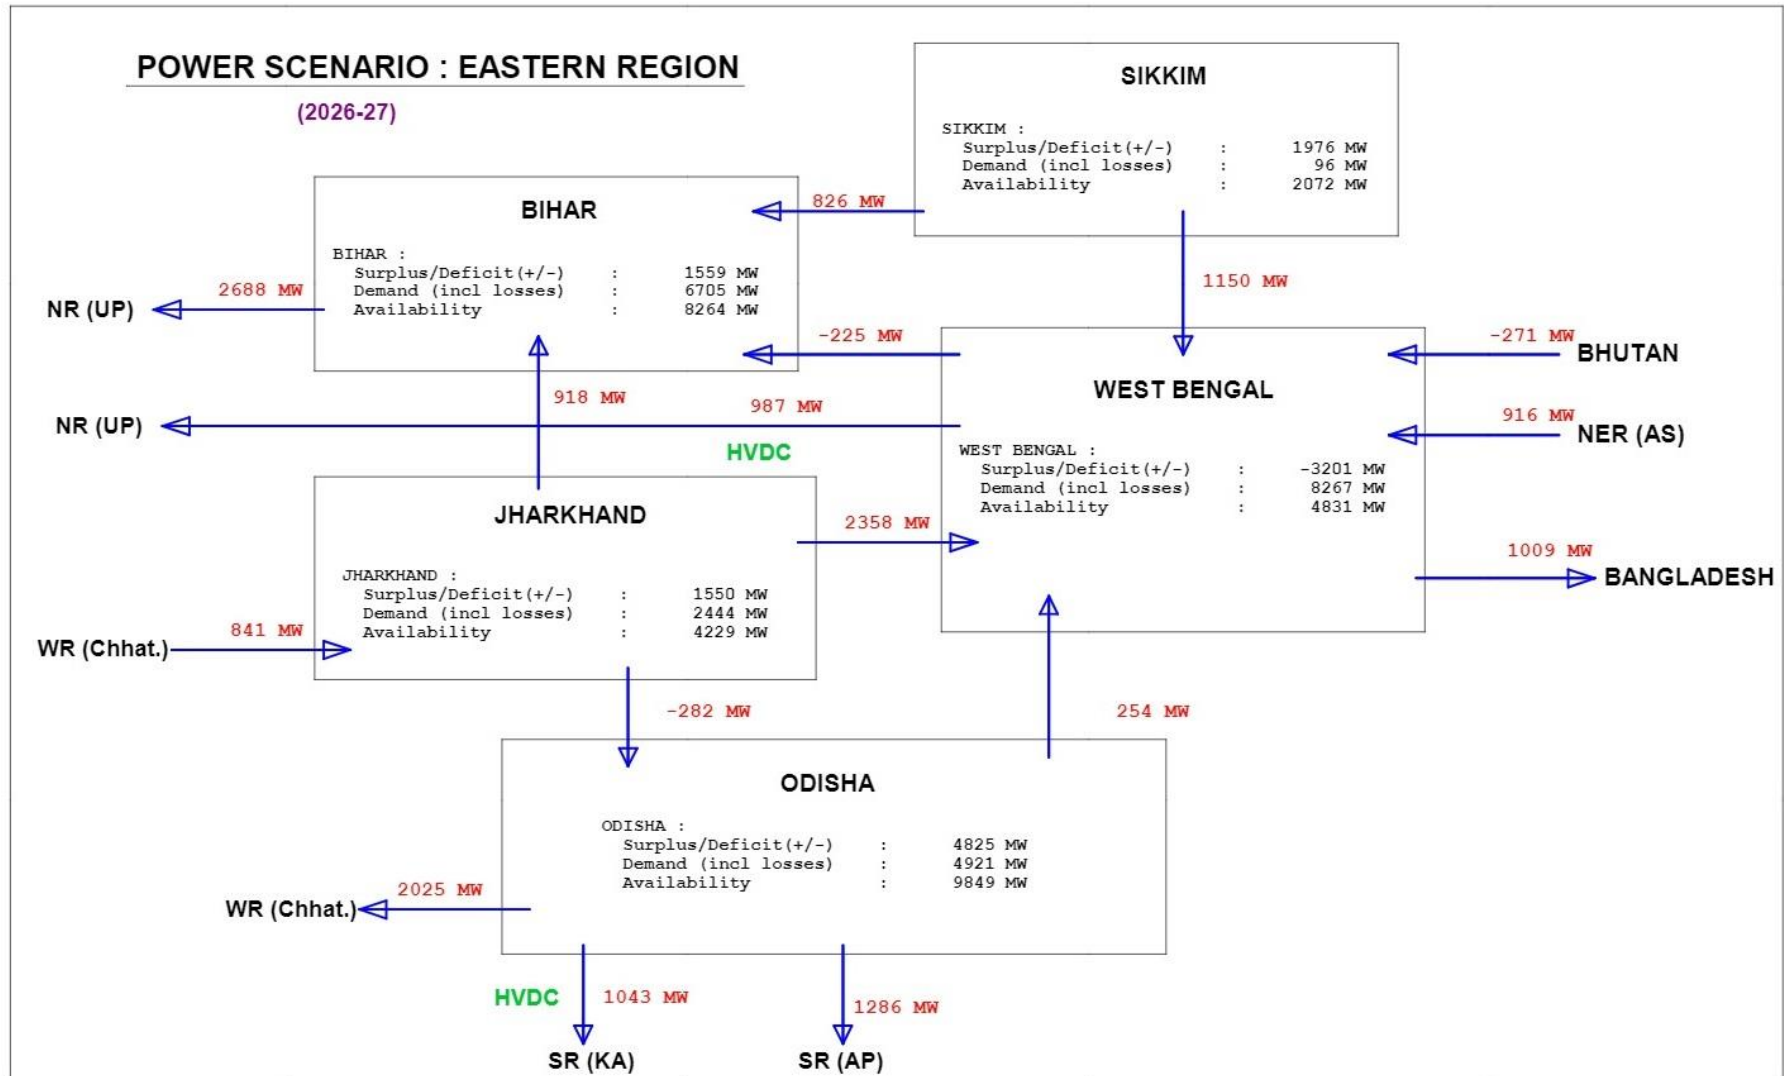 POWER SCENARIO : EASTERN REGION
(2026-27)
SIKKIM
SIKKIM :
Surplus/Deficit(+/-) : 1976 MW
Demand (incl losses) : 96 MW
Availability : 2072 MW
826 MW
1150 MW
BIHAR
BIHAR :
Surplus/Deficit(+/-) : 1559 MW
Demand (incl losses) : 6705 MW
Availability : 8264 MW
2688 MW
NR (UP)
-225 MW
-271 MW
BHUTAN
918 MW
987 MW
NR (UP)
HVDC
WEST BENGAL
916 MW
NER (AS)
WEST BENGAL :
Surplus/Deficit(+/-) : -3201 MW
Demand (incl losses) : 8267 MW
Availability : 4831 MW
JHARKHAND
2358 MW
1009 MW
BANGLADESH
JHARKHAND :
Surplus/Deficit(+/-) : 1550 MW
Demand (incl losses) : 2444 MW
Availability : 4229 MW
841 MW
WR (Chhat.)
-282 MW
254 MW
ODISHA
ODISHA :
Surplus/Deficit(+/-) : 4825 MW
Demand (incl losses) : 4921 MW
Availability : 9849 MW
2025 MW
WR (Chhat.)
HVDC
1043 MW
1286 MW
SR (KA)
SR (AP)